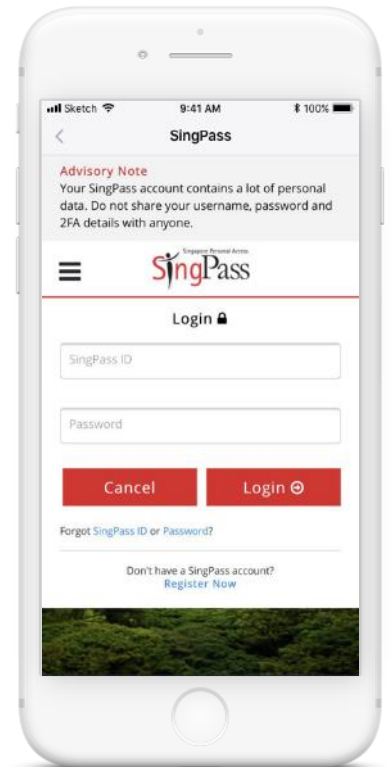 Sketch 9:41 AM 100%
SingPass
Advisory Note
Your SingPass account contains a lot of personal
data. Do not share your username, password and
2FA details with anyone.
Singapore Personal Access
SingPass
Login
SingPass ID
Password
Cancel Login
Forgot SingPass ID or Password?
Don't have a SingPass account?
Register Now